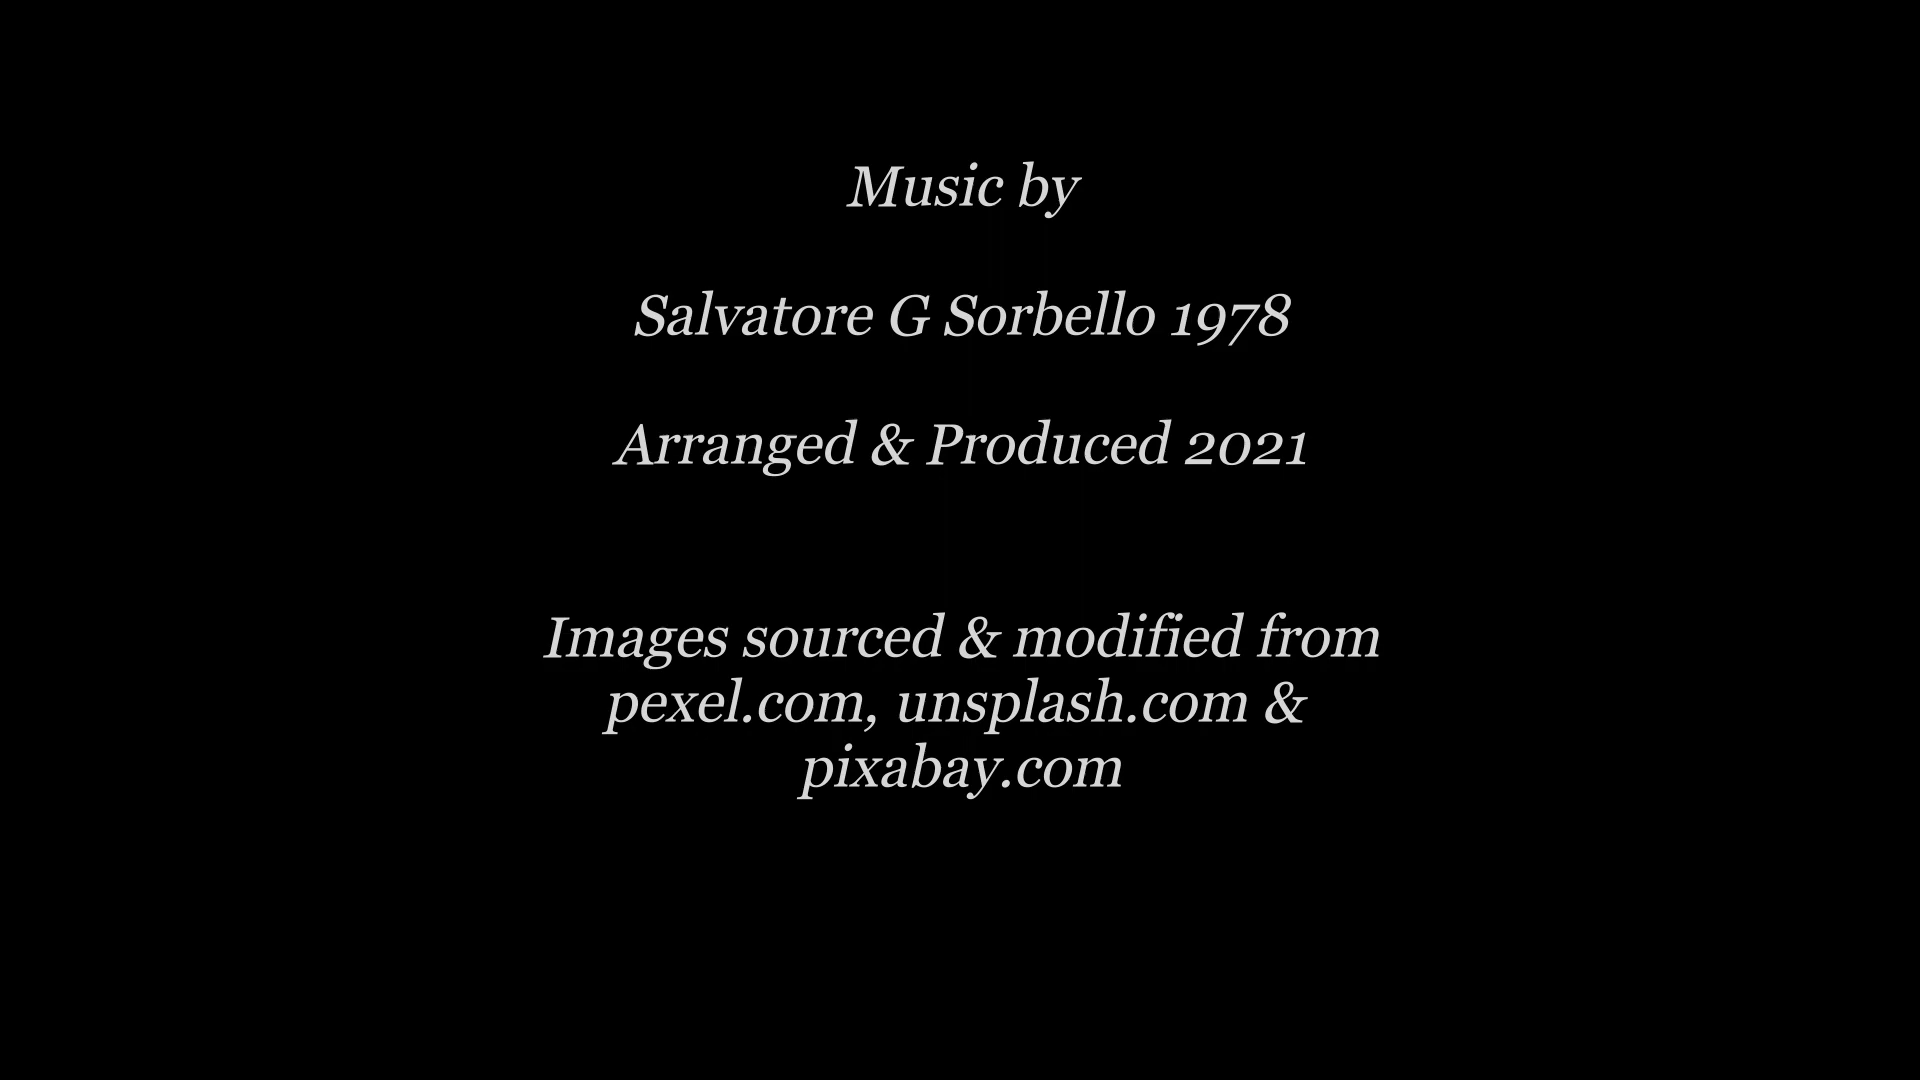 Music by
Salvatore G Sorbello 1978
Arranged & Produced 2021
Images sourced & modified from
pexel.com, unsplash.com &
pixabay.com